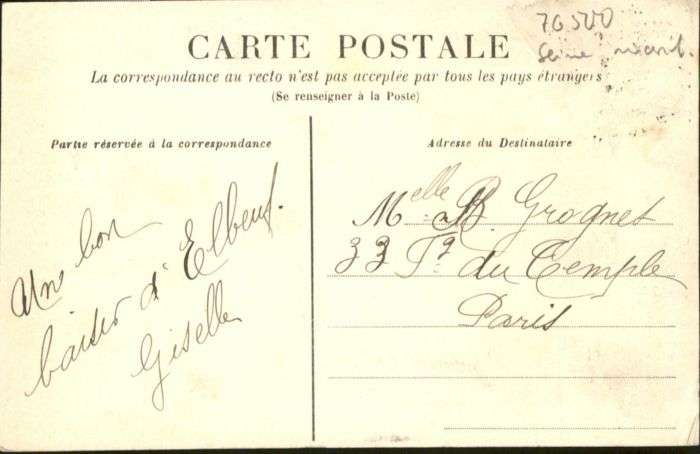 76500
Seine marit.
CARTE POSTALE
La correspondance au recto n'est pas acceptée par tous les pays étrangers
(Se renseigner à la Poste)
Partie réservée à la correspondance
Un bon
baiser d'Elbeuf.
Giselle
Adresse du Destinataire
Melle B. Grognet
33 Fg du Temple
Paris